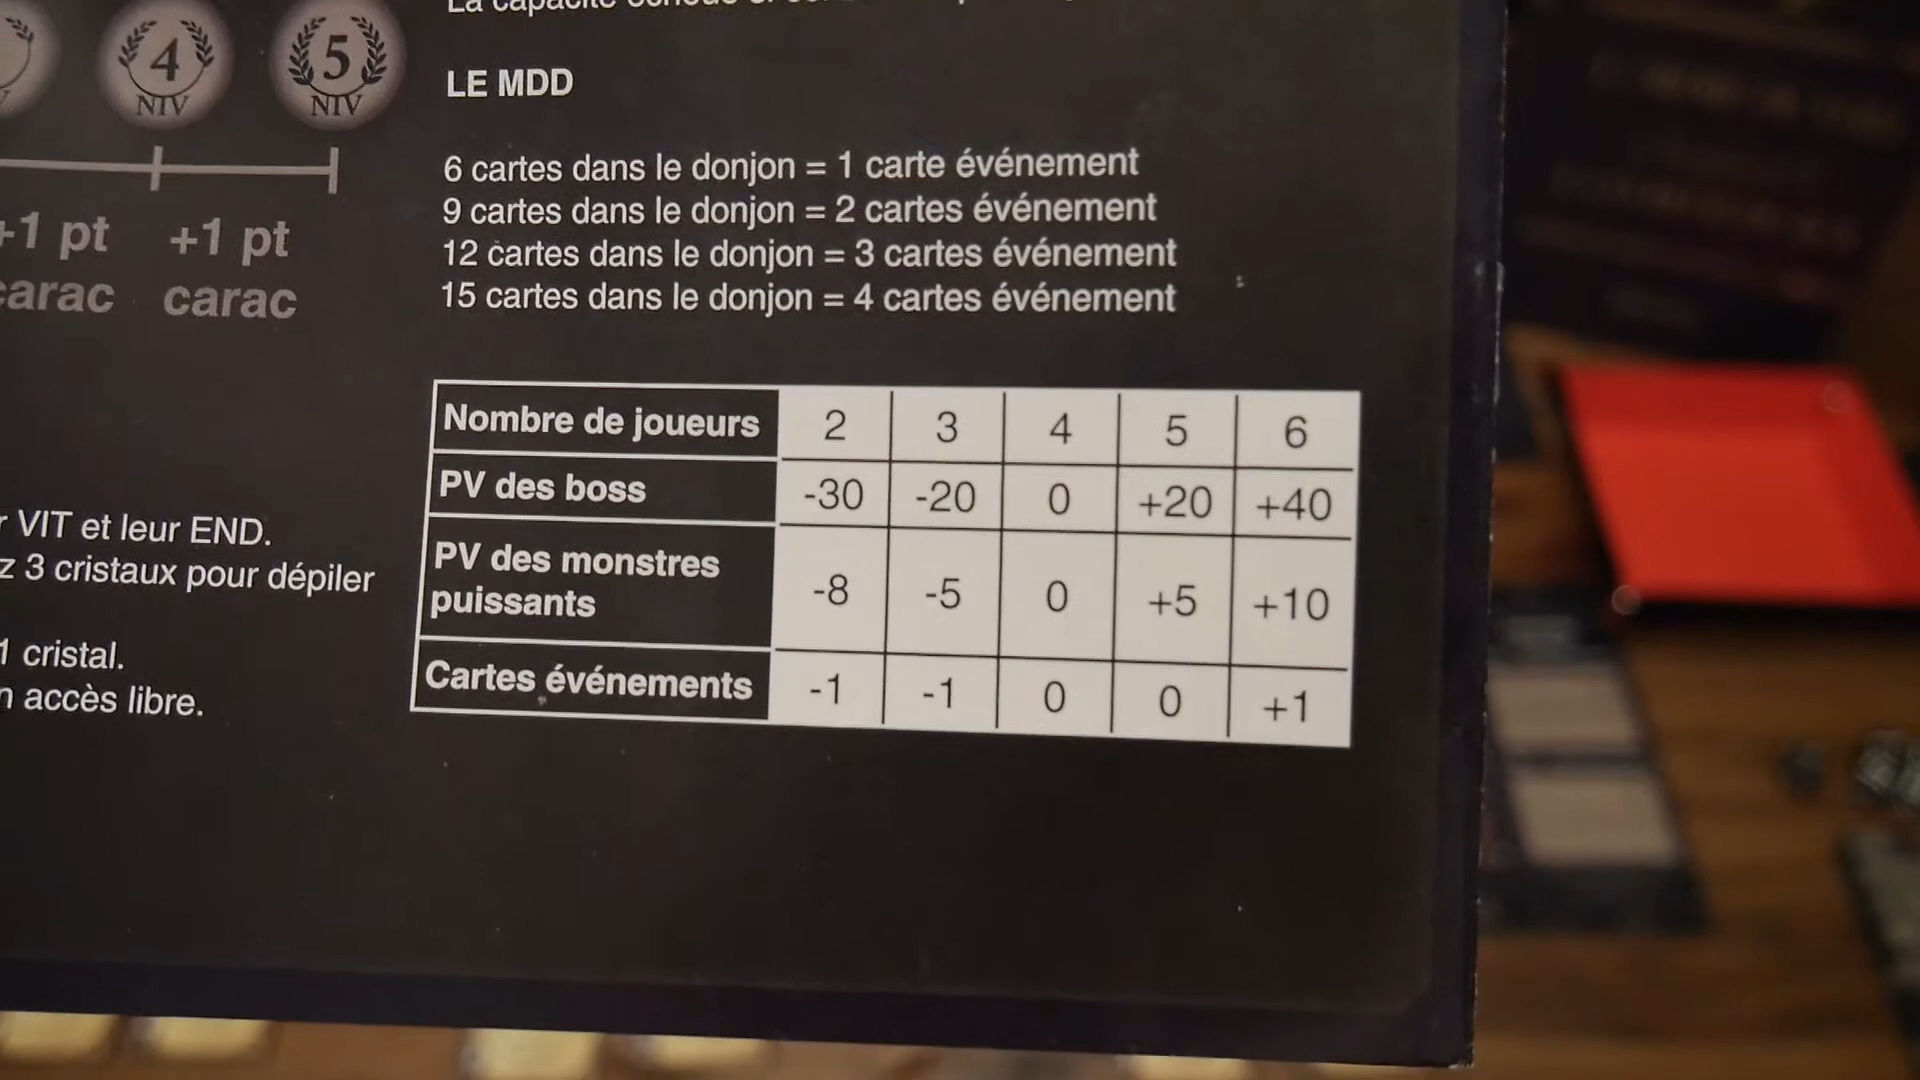 La capacité
4
NIV
5
NIV
+1 pt
carac
+1 pt
carac
VIT et leur END.
3 cristaux pour dépiler
1 cristal.
accès libre.
LE MDD
6 cartes dans le donjon = 1 carte événement
9 cartes dans le donjon = 2 cartes événement
12 cartes dans le donjon = 3 cartes événement
15 cartes dans le donjon = 4 cartes événement
Nombre de joueurs 2 3 4 5 6
PV des boss -30 -20 0 +20 +40
PV des monstres
puissants -8 -5 0 +5 +10
Cartes événements -1 -1 0 0 +1